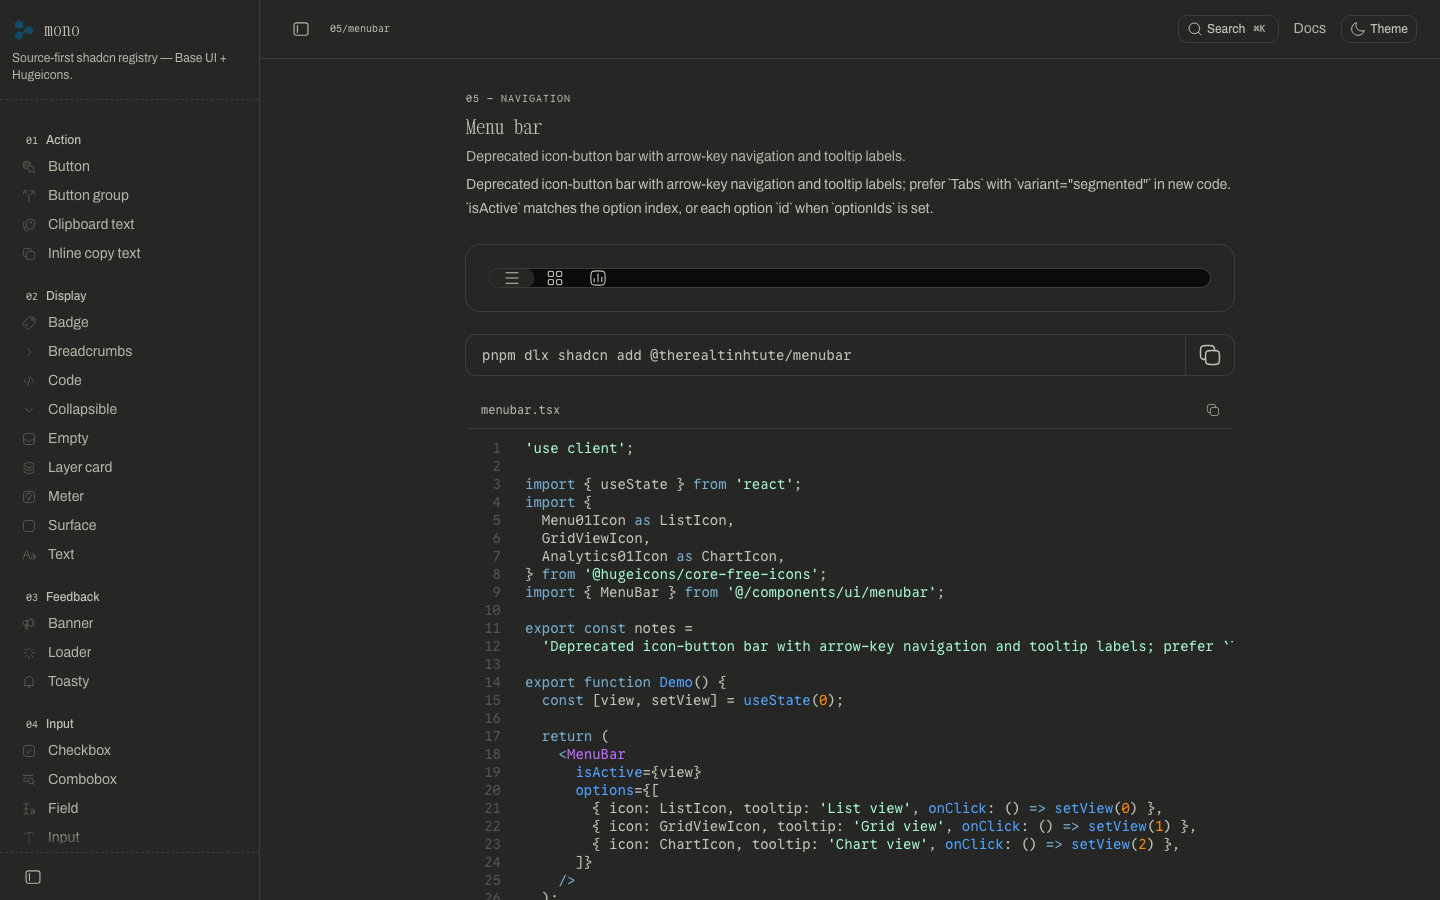 mono
Source-first shadcn registry — Base UI +
Hugeicons.
01 Action
Button
Button group
Clipboard text
Inline copy text
02 Display
Badge
Breadcrumbs
Code
Collapsible
Empty
Layer card
Meter
Surface
Text
03 Feedback
Banner
Loader
Toasty
04 Input
Checkbox
Combobox
Field
Input
05/menubar
Search ⌘K
Docs
Theme
05 — NAVIGATION
Menu bar
Deprecated icon-button bar with arrow-key navigation and tooltip labels.
Deprecated icon-button bar with arrow-key navigation and tooltip labels; prefer `Tabs` with `variant="segmented"` in new code.
`isActive` matches the option index, or each option `id` when `optionIds` is set.
pnpm dlx shadcn add @therealtinhtute/menubar
menubar.tsx
1 'use client';
2
3 import { useState } from 'react';
4 import {
5 Menu01Icon as ListIcon,
6 GridViewIcon,
7 Analytics01Icon as ChartIcon,
8 } from '@hugeicons/core-free-icons';
9 import { MenuBar } from '@/components/ui/menubar';
10
11 export const notes =
12 'Deprecated icon-button bar with arrow-key navigation and tooltip labels; prefer `T
13
14 export function Demo() {
15 const [view, setView] = useState(0);
16
17 return (
18 <MenuBar
19 isActive={view}
20 options={[
21 { icon: ListIcon, tooltip: 'List view', onClick: () => setView(0) },
22 { icon: GridViewIcon, tooltip: 'Grid view', onClick: () => setView(1) },
23 { icon: ChartIcon, tooltip: 'Chart view', onClick: () => setView(2) },
24 ]}
25 />
26 );